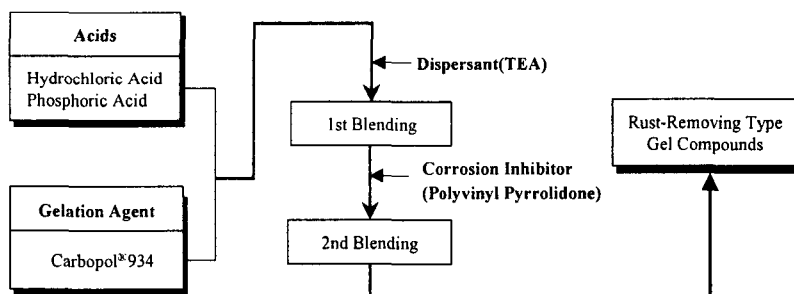 Acids
Hydrochloric Acid
Phosphoric Acid
Gelation Agent
Carbopol®934
Dispersant(TEA)
1st Blending
Corrosion Inhibitor
(Polyvinyl Pyrrolidone)
2nd Blending
Rust-Removing Type
Gel Compounds